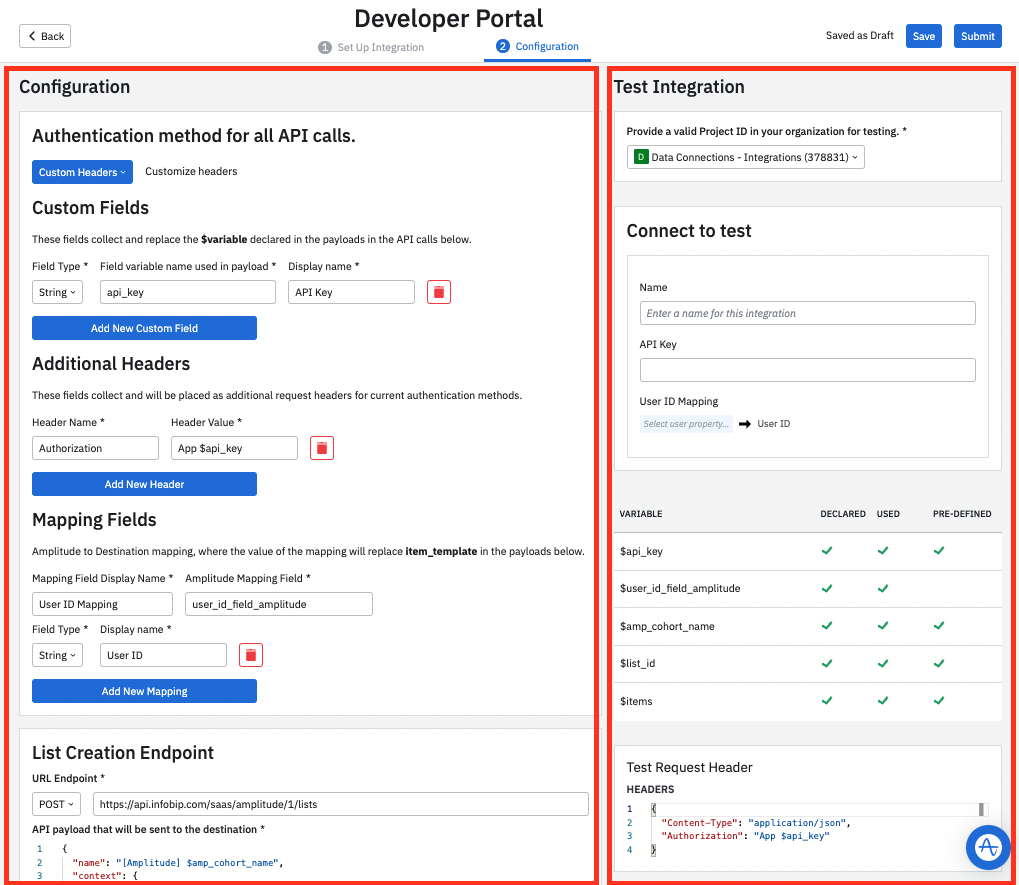 Developer Portal
Back
1 Set Up Integration
2 Configuration
Saved as Draft
Save
Submit
Configuration
Authentication method for all API calls.
Custom Headers
Customize headers
Custom Fields
These fields collect and replace the $variable declared in the payloads in the API calls below.
Field Type * Field variable name used in payload * Display name *
String api_key API Key
Add New Custom Field
Additional Headers
These fields collect and will be placed as additional request headers for current authentication methods.
Header Name * Header Value *
Authorization App $api_key
Add New Header
Mapping Fields
Amplitude to Destination mapping, where the value of the mapping will replace item_template in the payloads below.
Mapping Field Display Name * Amplitude Mapping Field *
User ID Mapping user_id_field_amplitude
Field Type * Display name *
String User ID
Add New Mapping
List Creation Endpoint
URL Endpoint *
POST https://api.infobip.com/saas/amplitude/1/lists
API payload that will be sent to the destination *
1 {
2 "name": "[Amplitude] $amp_cohort_name",
3 "context": {
Test Integration
Provide a valid Project ID in your organization for testing. *
D Data Connections - Integrations (378831)
Connect to test
Name
Enter a name for this integration
API Key
User ID Mapping
Select user property... ➡ User ID
VARIABLE DECLARED USED PRE-DEFINED
$api_key ✓ ✓ ✓
$user_id_field_amplitude ✓ ✓
$amp_cohort_name ✓ ✓ ✓
$list_id ✓ ✓ ✓
$items ✓ ✓ ✓
Test Request Header
HEADERS
1 {
2 "Content-Type": "application/json",
3 "Authorization": "App $api_key"
4 }